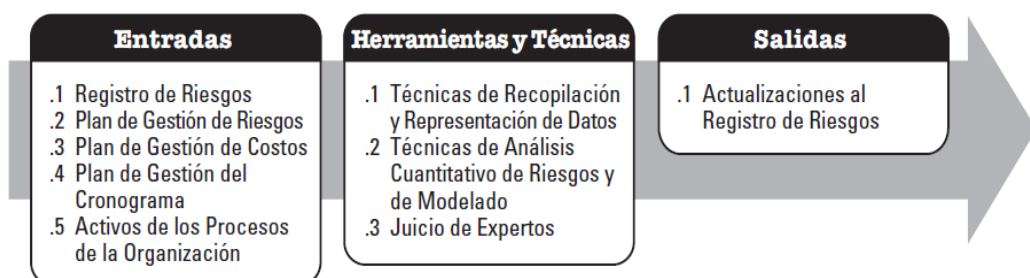 Entradas
.1 Registro de Riesgos
.2 Plan de Gestión de Riesgos
.3 Plan de Gestión de Costos
.4 Plan de Gestión del
Cronograma
.5 Activos de los Procesos
de la Organización
Herramientas y Técnicas
.1 Técnicas de Recopilación
y Representación de Datos
.2 Técnicas de Análisis
Cuantitativo de Riesgos y
de Modelado
.3 Juicio de Expertos
Salidas
.1 Actualizaciones al
Registro de Riesgos